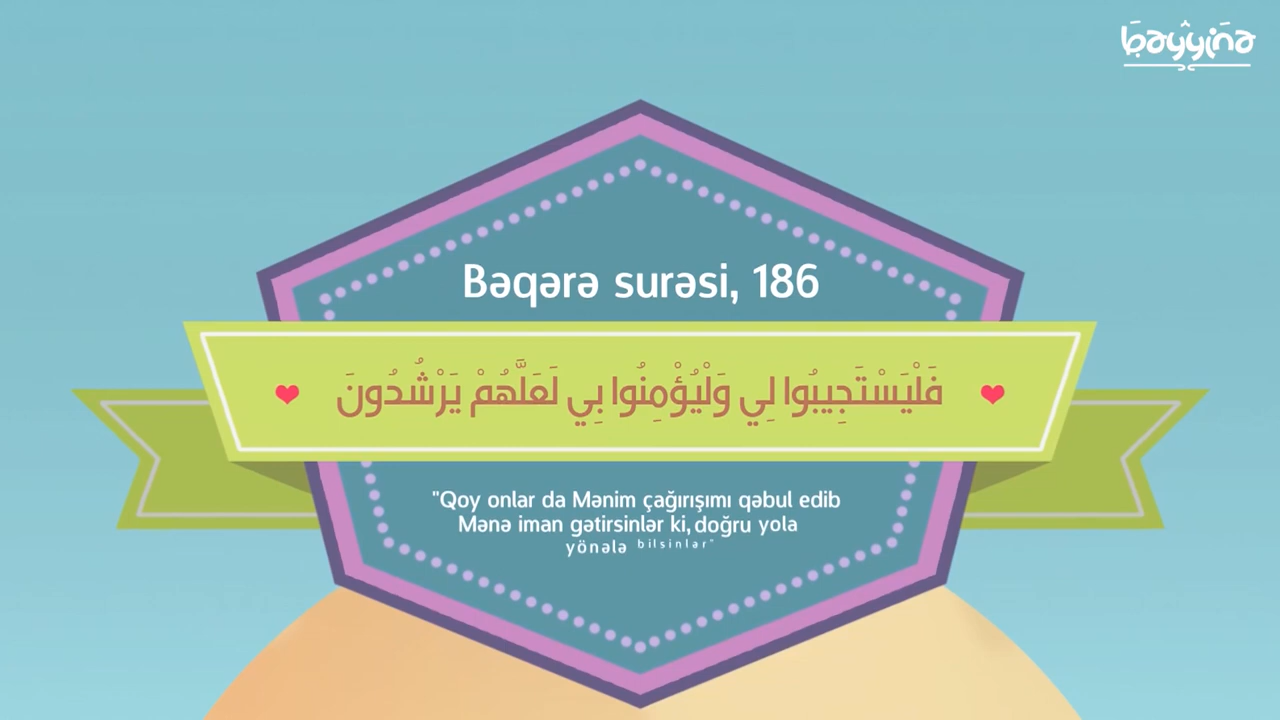 bayyina
Bəqərə surəsi, 186
فَلْيَسْتَجِيبُوا لِي وَلْيُؤْمِنُوا بِي لَعَلَّهُمْ يَرْشُدُونَ
"Qoy onlar da Mənim çağırışımı qəbul edib
Mənə iman gətirsinlər ki, doğru yola
yönələ bilsinlər"